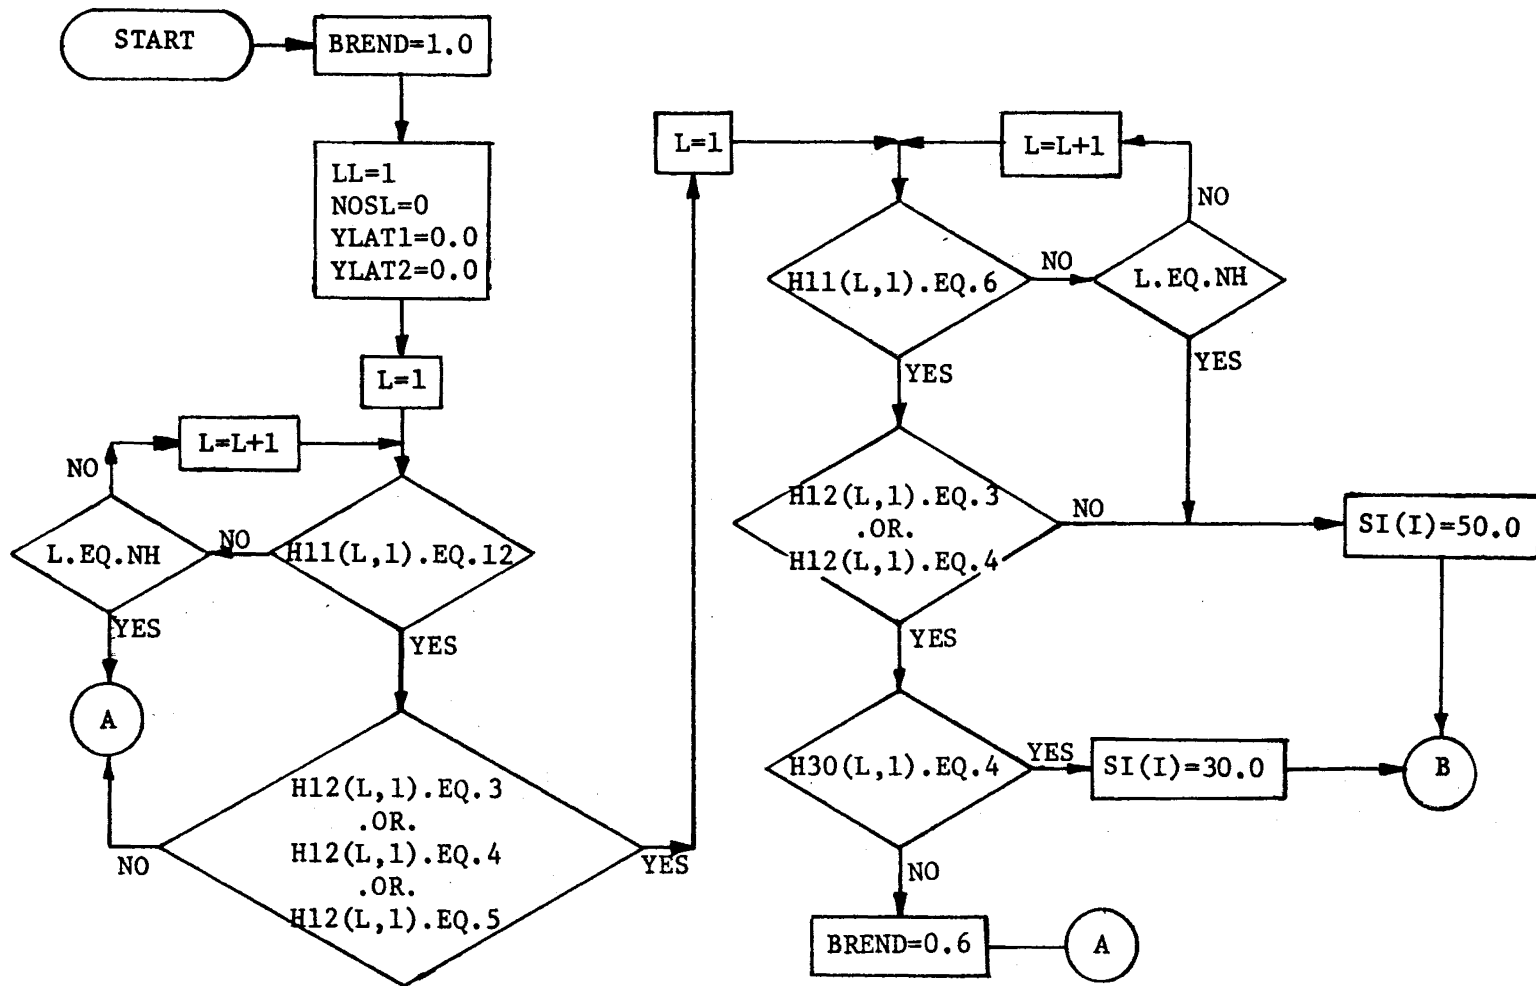 START
BREND=1.0
LL=1
NOSL=0
YLAT1=0.0
YLAT2=0.0
L=1
L=L+1
NO
L.EQ.NH
NO
H11(L,1).EQ.12
YES
YES
A
H12(L,1).EQ.3
.OR.
H12(L,1).EQ.4
.OR.
H12(L,1).EQ.5
NO
YES
L=1
L=L+1
NO
H11(L,1).EQ.6
NO
L.EQ.NH
YES
YES
H12(L,1).EQ.3
.OR.
H12(L,1).EQ.4
NO
SI(I)=50.0
YES
H30(L,1).EQ.4
YES
SI(I)=30.0
B
NO
BREND=0.6
A